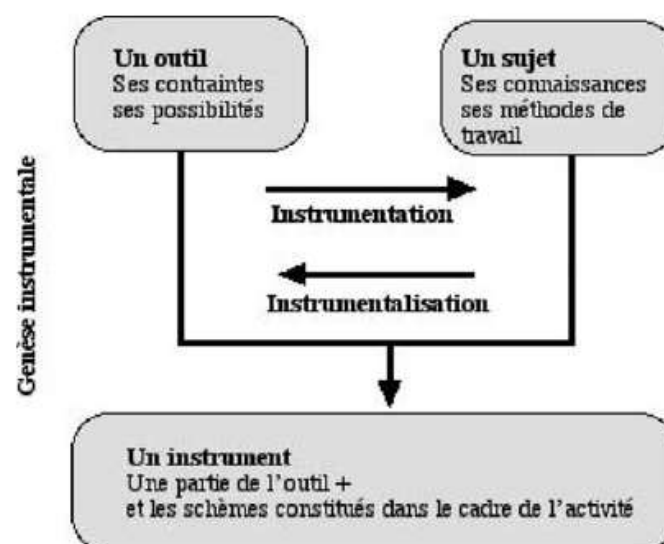 Un outil
Ses contraintes
ses possibilités
Un sujet
Ses connaissances
ses méthodes de
travail
Genèse instrumentale
Instrumentation
Instrumentalisation
Un instrument
Une partie de l'outil +
et les schèmes constitués dans le cadre de l'activité